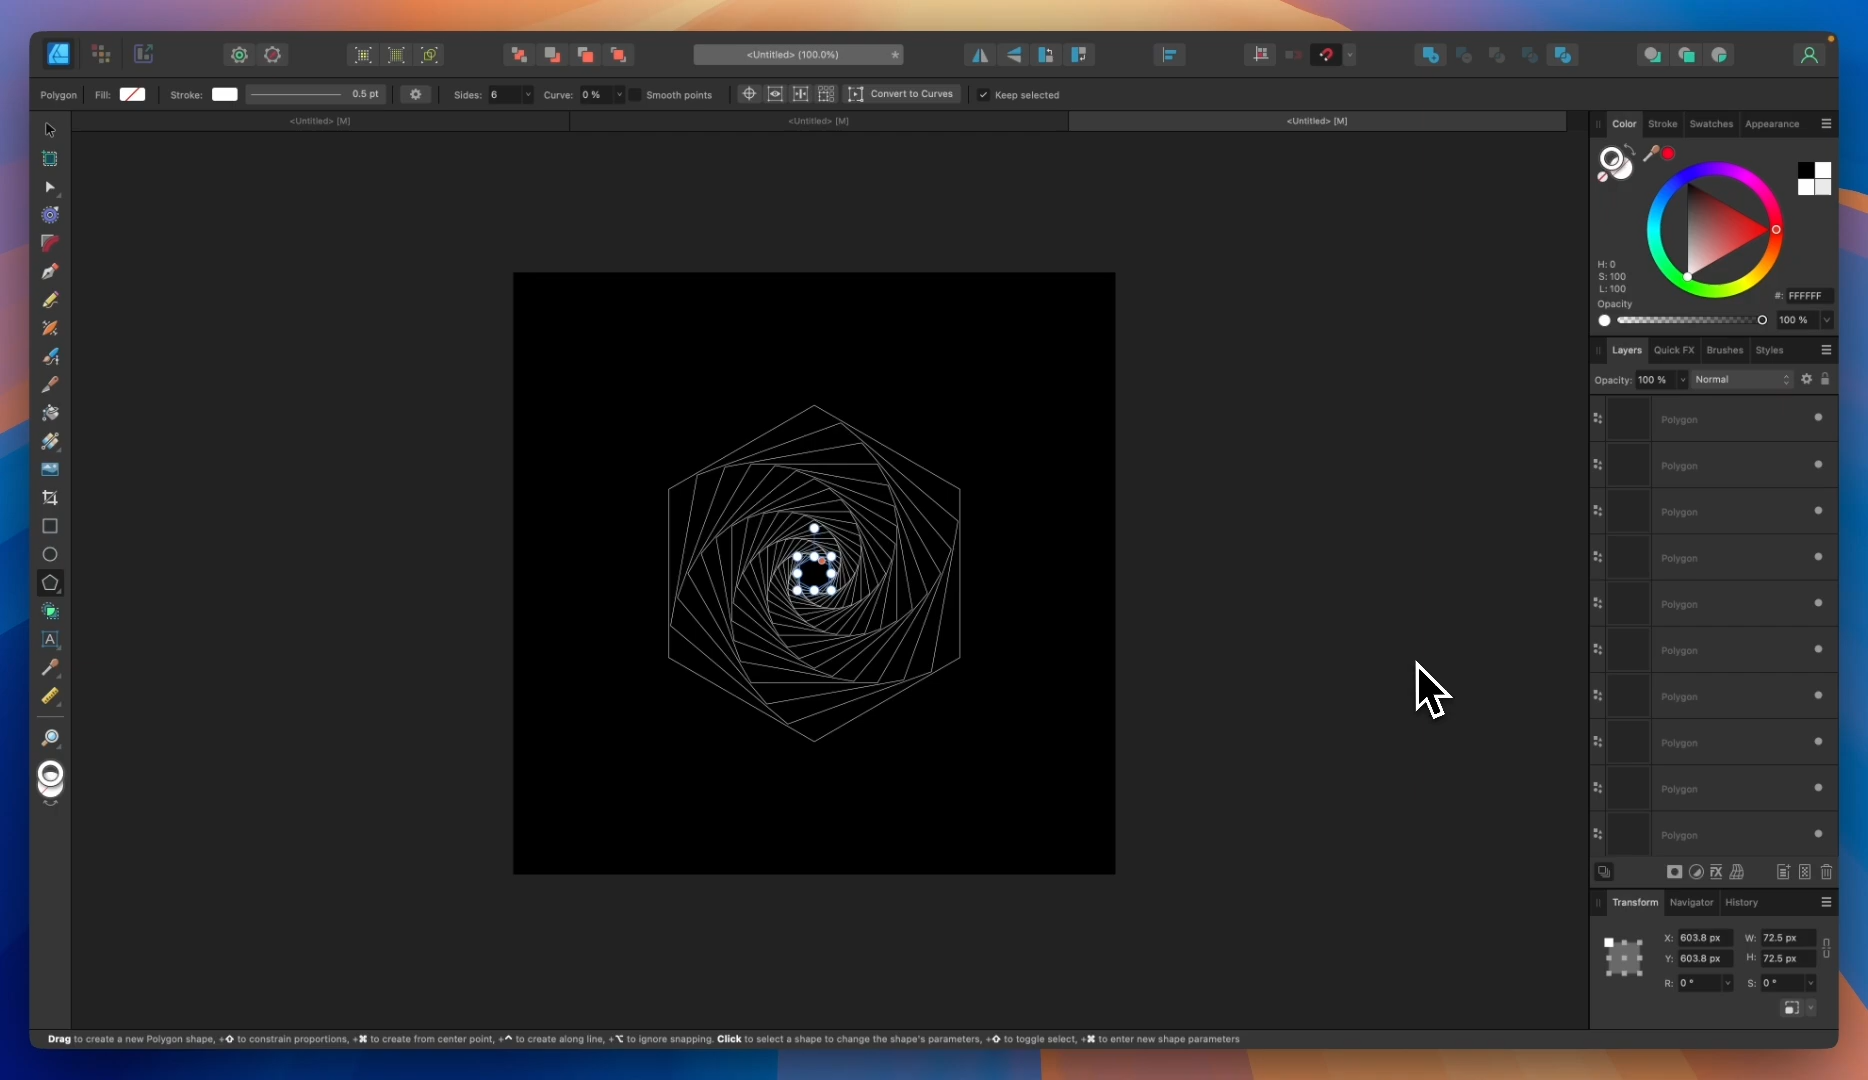 <Untitled> (100.0%)
*
Polygon
Fill:
Stroke:
0.5 pt
Sides: 6
Curve: 0 %
Smooth points
Convert to Curves
Keep selected
<Untitled> [M]
<Untitled> [M]
<Untitled> [M]
Color
Stroke
Swatches
Appearance
H: 0
S: 100
L: 100
#: FFFFFF
Opacity
100 %
Layers
Quick FX
Brushes
Styles
Opacity: 100 %
Normal
Polygon
Polygon
Polygon
Polygon
Polygon
Polygon
Polygon
Polygon
Polygon
Polygon
A
FX
Transform
Navigator
History
X: 603.8 px
W: 72.5 px
Y: 603.8 px
H: 72.5 px
R: 0 °
S: 0 °
Drag to create a new Polygon shape, +⇧ to constrain proportions, +⌘ to create from center point, +^ to create along line, +⌥ to ignore snapping. Click to select a shape to change the shape's parameters, +⇧ to toggle select, +⌘ to enter new shape parameters